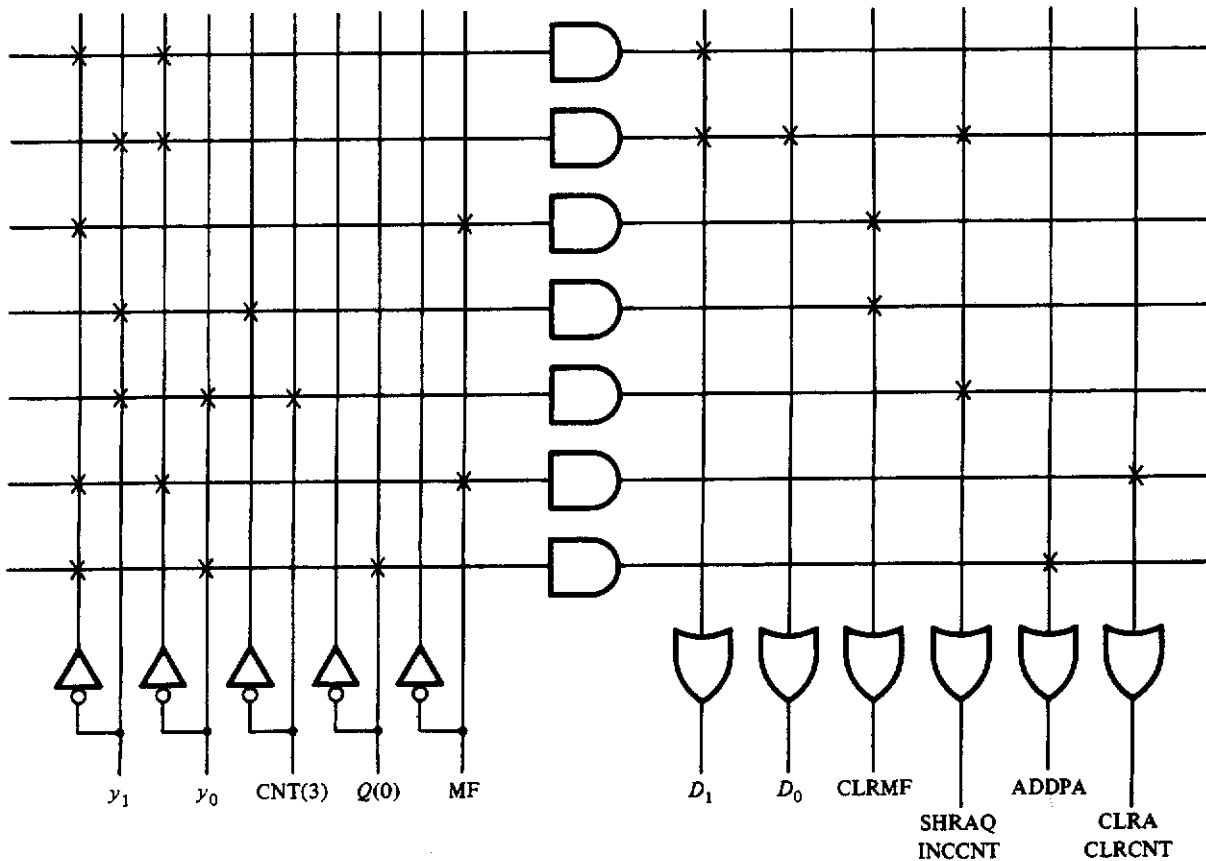 y₁ y₀ CNT(3) Q(0) MF D₁ D₀ CLRMF ADDPA
SHRAQ CLRA
INCCNT CLRCNT